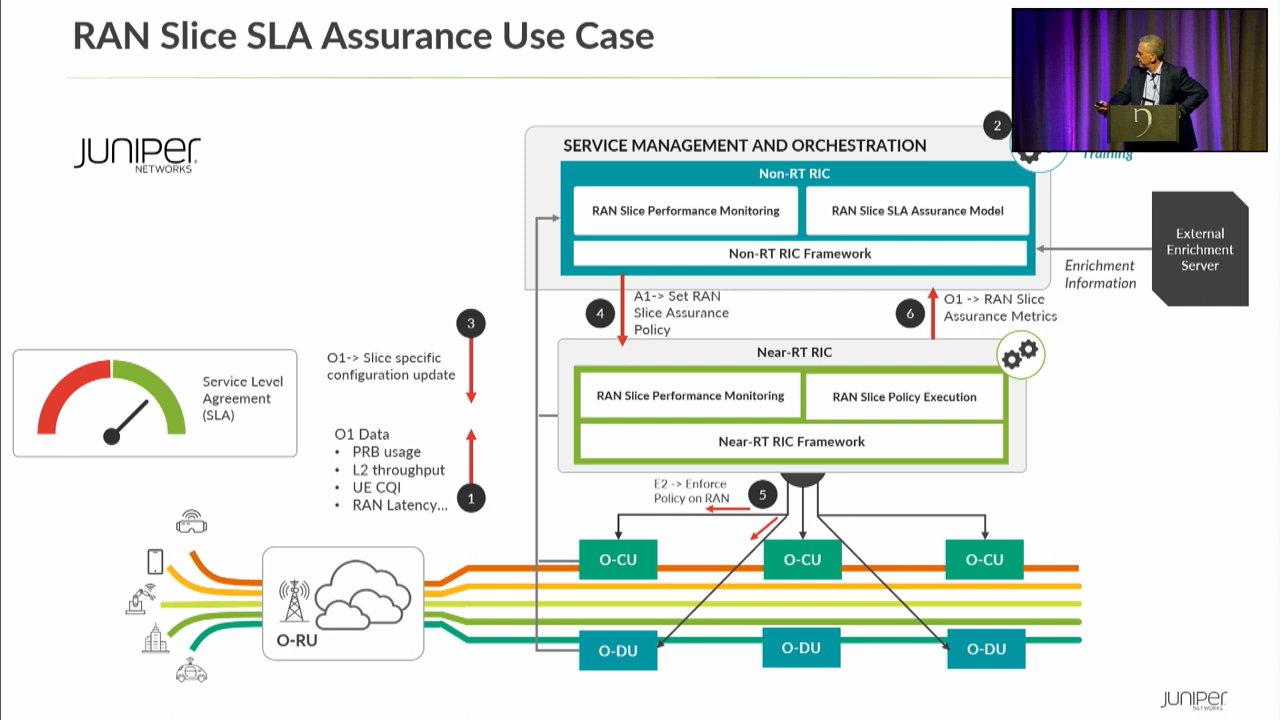 RAN Slice SLA Assurance Use Case
JUNIPER
NETWORKS
2
SERVICE MANAGEMENT AND ORCHESTRATION
Training
Non-RT RIC
RAN Slice Performance Monitoring
RAN Slice SLA Assurance Model
Non-RT RIC Framework
External
Enrichment
Server
Enrichment
Information
4
A1-> Set RAN
Slice Assurance
Policy
6
O1 -> RAN Slice
Assurance Metrics
3
O1-> Slice specific
configuration update
Near-RT RIC
RAN Slice Performance Monitoring
RAN Slice Policy Execution
Near-RT RIC Framework
Service Level
Agreement
(SLA)
O1 Data
• PRB usage
• L2 throughput
• UE CQI
• RAN Latency...
1
E2 -> Enforce
Policy on RAN
5
O-CU
O-CU
O-CU
O-RU
O-DU
O-DU
O-DU
JUNIPER
NETWORKS